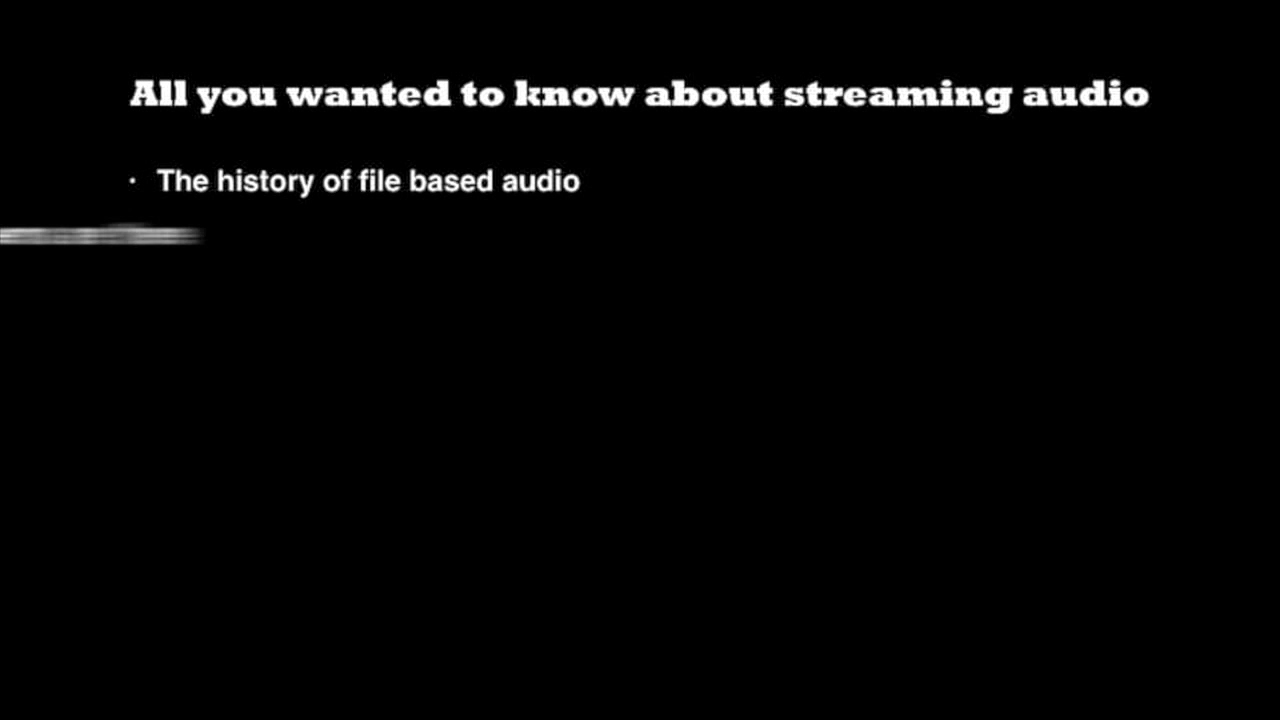 All you wanted to know about streaming audio
· The history of file based audio